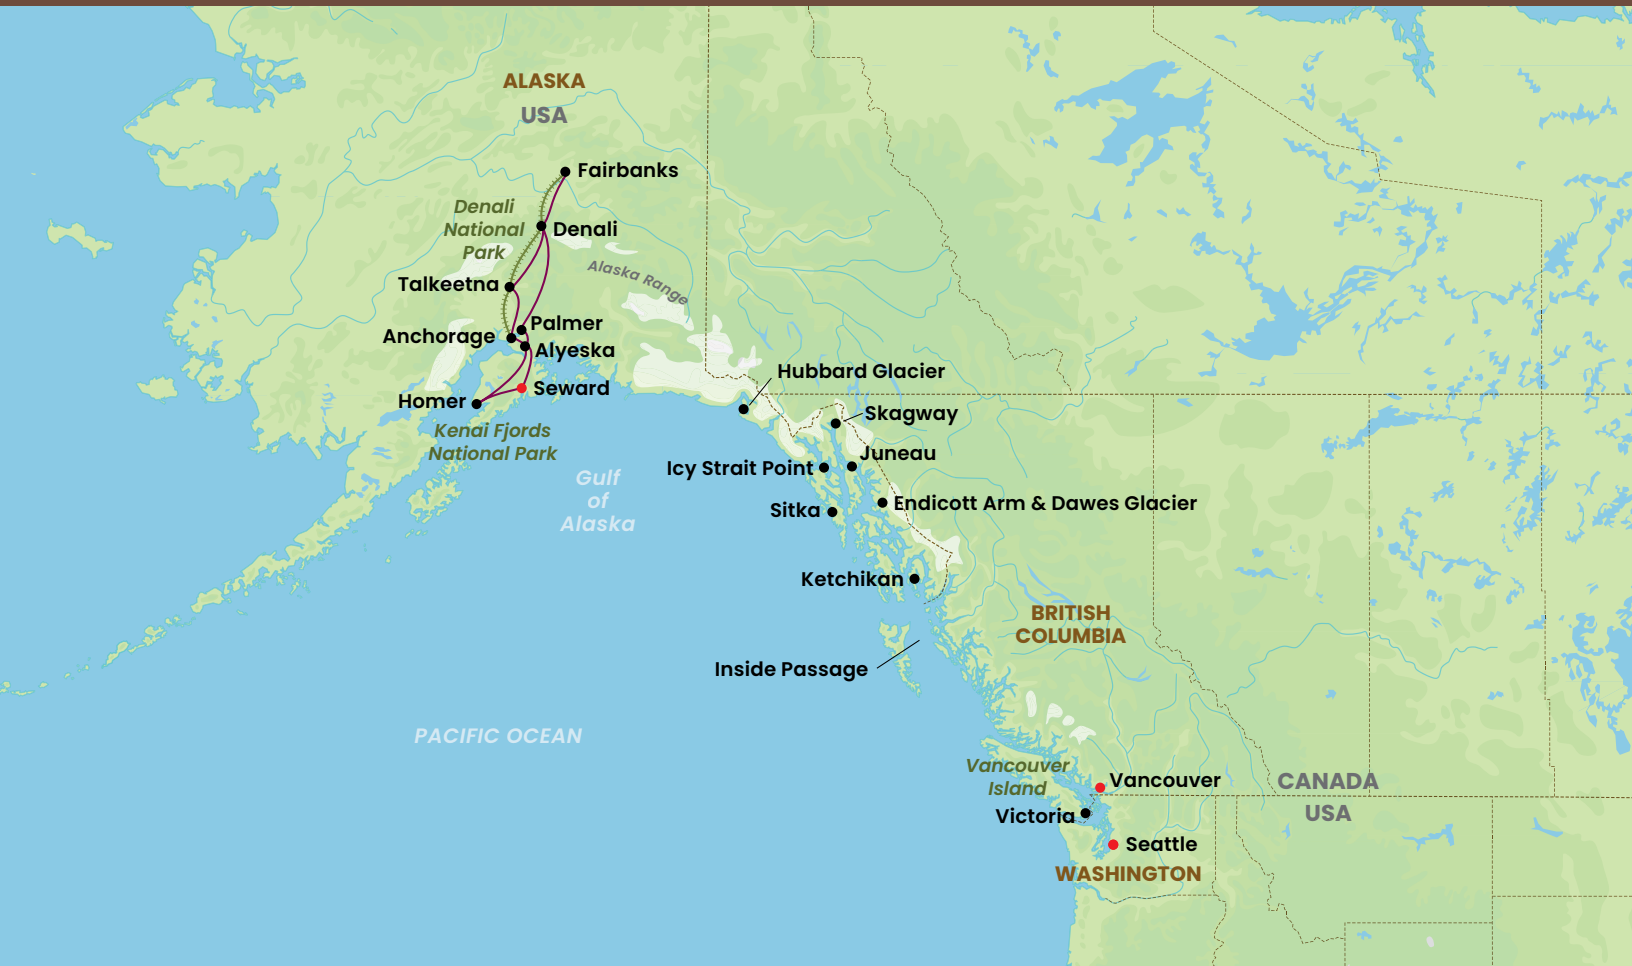 ALASKA
USA
Fairbanks
Denali
National
Park
Denali
Alaska Range
Talkeetna
Palmer
Anchorage
Alyeska
Hubbard Glacier
Seward
Homer
Skagway
Kenai Fjords
National Park
Juneau
Icy Strait Point
Gulf
of
Alaska
Endicott Arm & Dawes Glacier
Sitka
Ketchikan
BRITISH
COLUMBIA
Inside Passage
PACIFIC OCEAN
Vancouver
Island
Vancouver
CANADA
USA
Victoria
Seattle
WASHINGTON